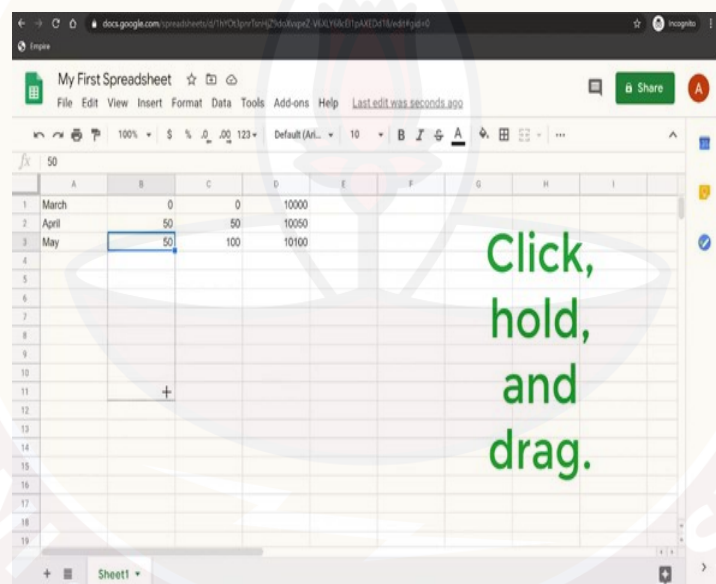 docs.google.com
Incognito
Empire
My First Spreadsheet
File Edit View Insert Format Data Tools Add-ons Help Last edit was seconds ago
Share
A
100% $ % .0 .00 123 Default (Ari... 10 B I S A
fx 50
A B C D E F G H I
1 March 0 0 10000
2 April 50 50 10050
3 May 50 100 10100
4
5
6
7
8
9
10
11
12
13
14
15
16
17
18
19
Click,
hold,
and
drag.
Sheet1